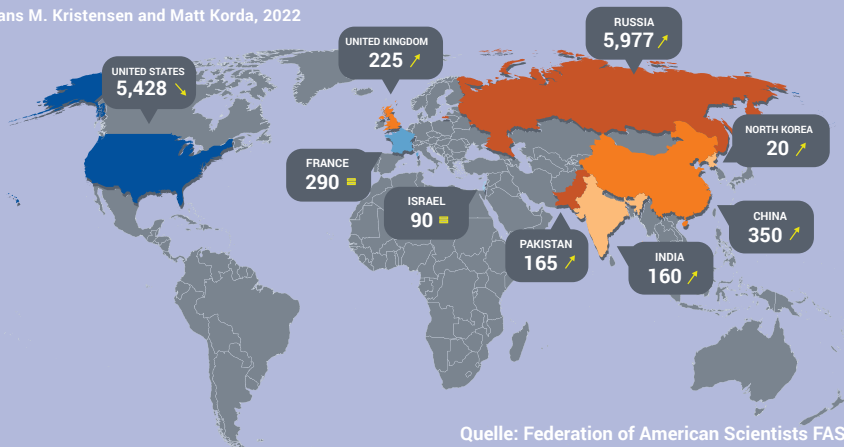 ans M. Kristensen and Matt Korda, 2022
RUSSIA
5,977
UNITED KINGDOM
225
UNITED STATES
5,428
NORTH KOREA
20
FRANCE
290
ISRAEL
90
CHINA
350
PAKISTAN
165
INDIA
160
Quelle: Federation of American Scientists FAS